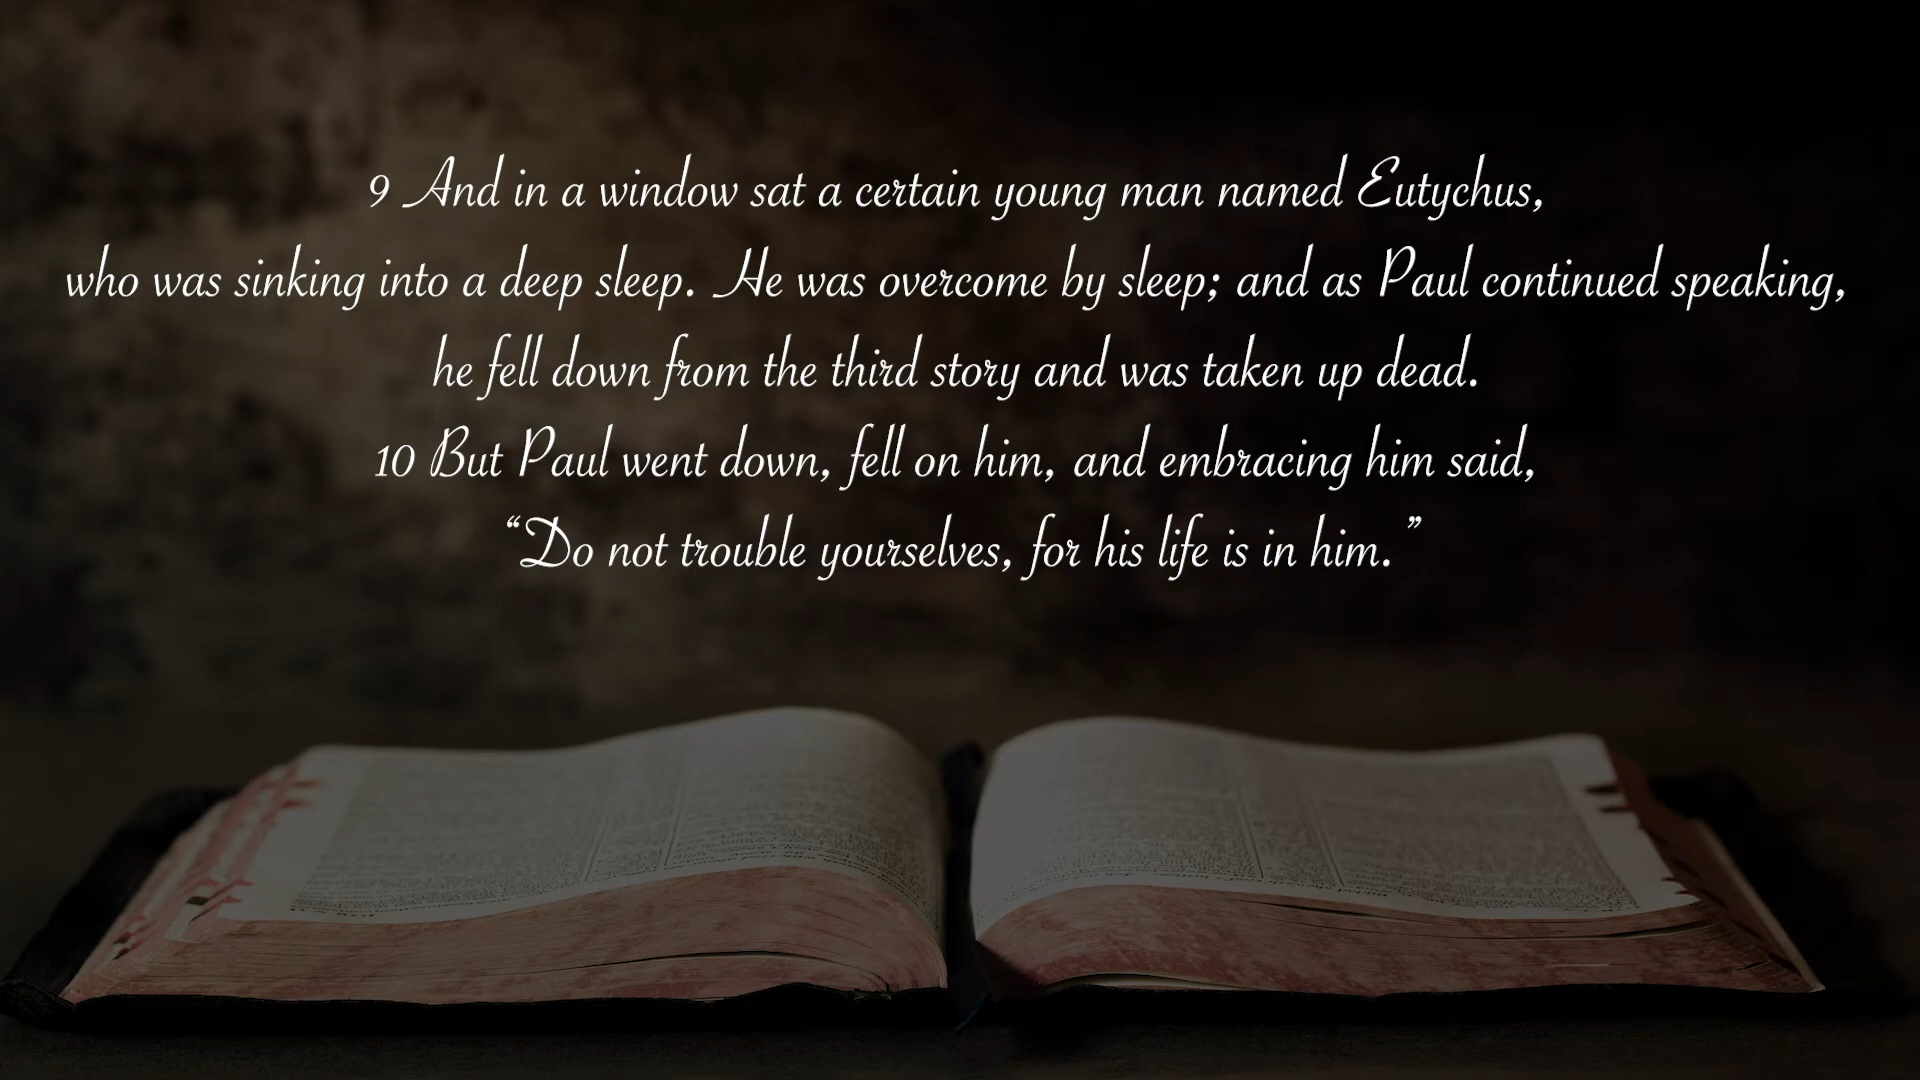 9 And in a window sat a certain young man named Eutychus,
who was sinking into a deep sleep. He was overcome by sleep; and as Paul continued speaking,
he fell down from the third story and was taken up dead.
10 But Paul went down, fell on him, and embracing him said,
“Do not trouble yourselves, for his life is in him.”